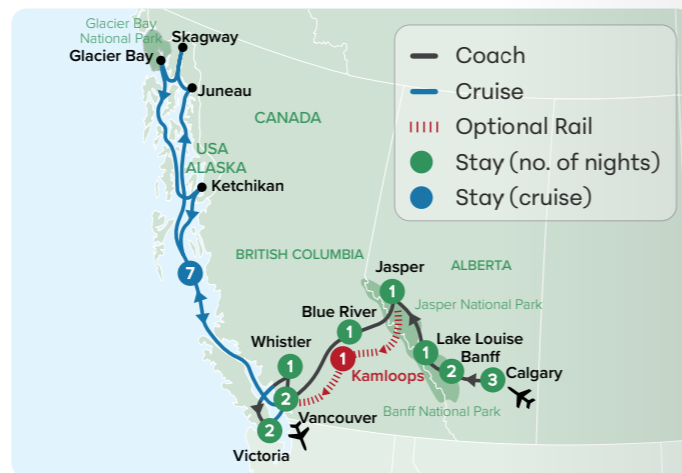 Glacier Bay
National Park
Skagway
Glacier Bay
Juneau
CANADA
USA
ALASKA
Ketchikan
Coach
Cruise
Optional Rail
Stay (no. of nights)
Stay (cruise)
7
BRITISH COLUMBIA
ALBERTA
Jasper
1
Jasper National Park
Blue River
1
Lake Louise
1
Banff
2
Calgary
3
Whistler
1
1
Kamloops
Banff National Park
2
Vancouver
2
Victoria